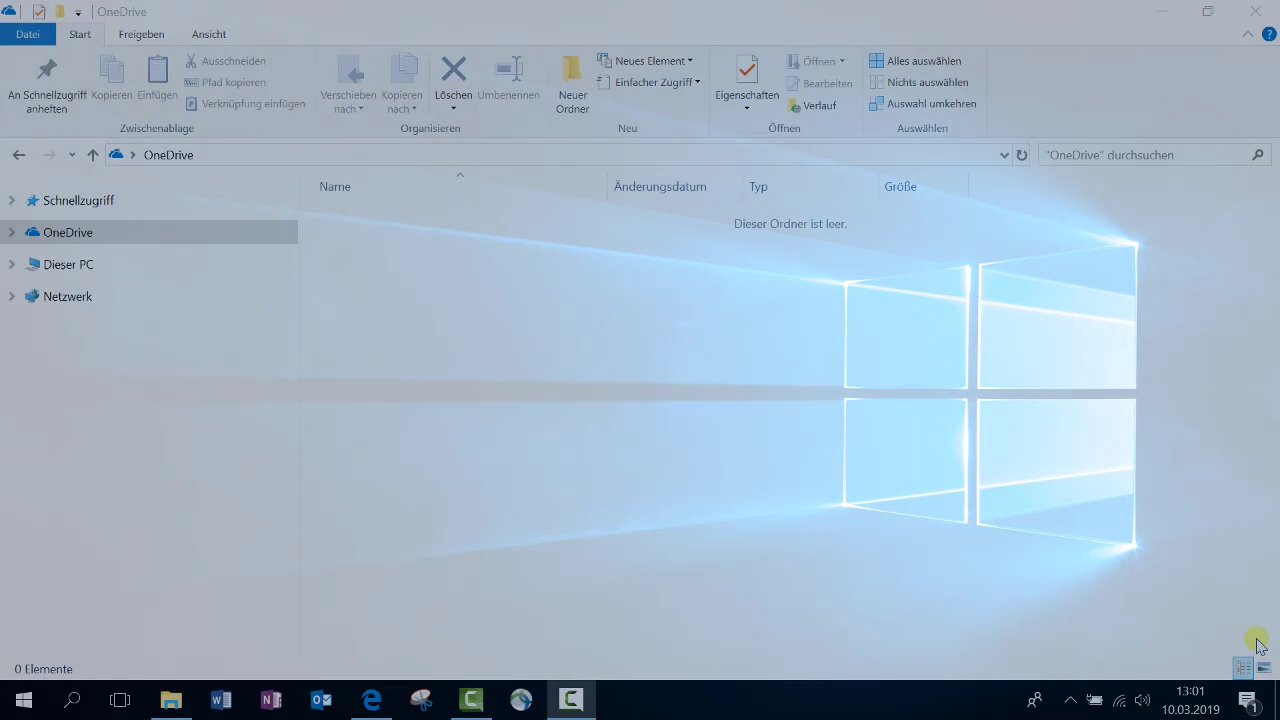 OneDrive
Datei Start Freigeben Ansicht
An Schnellzugriff anheften
Kopieren
Einfügen
Ausschneiden
Pfad kopieren
Verknüpfung einfügen
Zwischenablage
Verschieben nach
Kopieren nach
Löschen
Umbenennen
Organisieren
Neuer Ordner
Neues Element
Einfacher Zugriff
Neu
Eigenschaften
Öffnen
Bearbeiten
Verlauf
Öffnen
Alles auswählen
Nichts auswählen
Auswahl umkehren
Auswählen
OneDrive
"OneDrive" durchsuchen
Name Änderungsdatum Typ Größe
Dieser Ordner ist leer.
Schnellzugriff
OneDrive
Dieser PC
Netzwerk
0 Elemente
13:01
10.03.2019
1